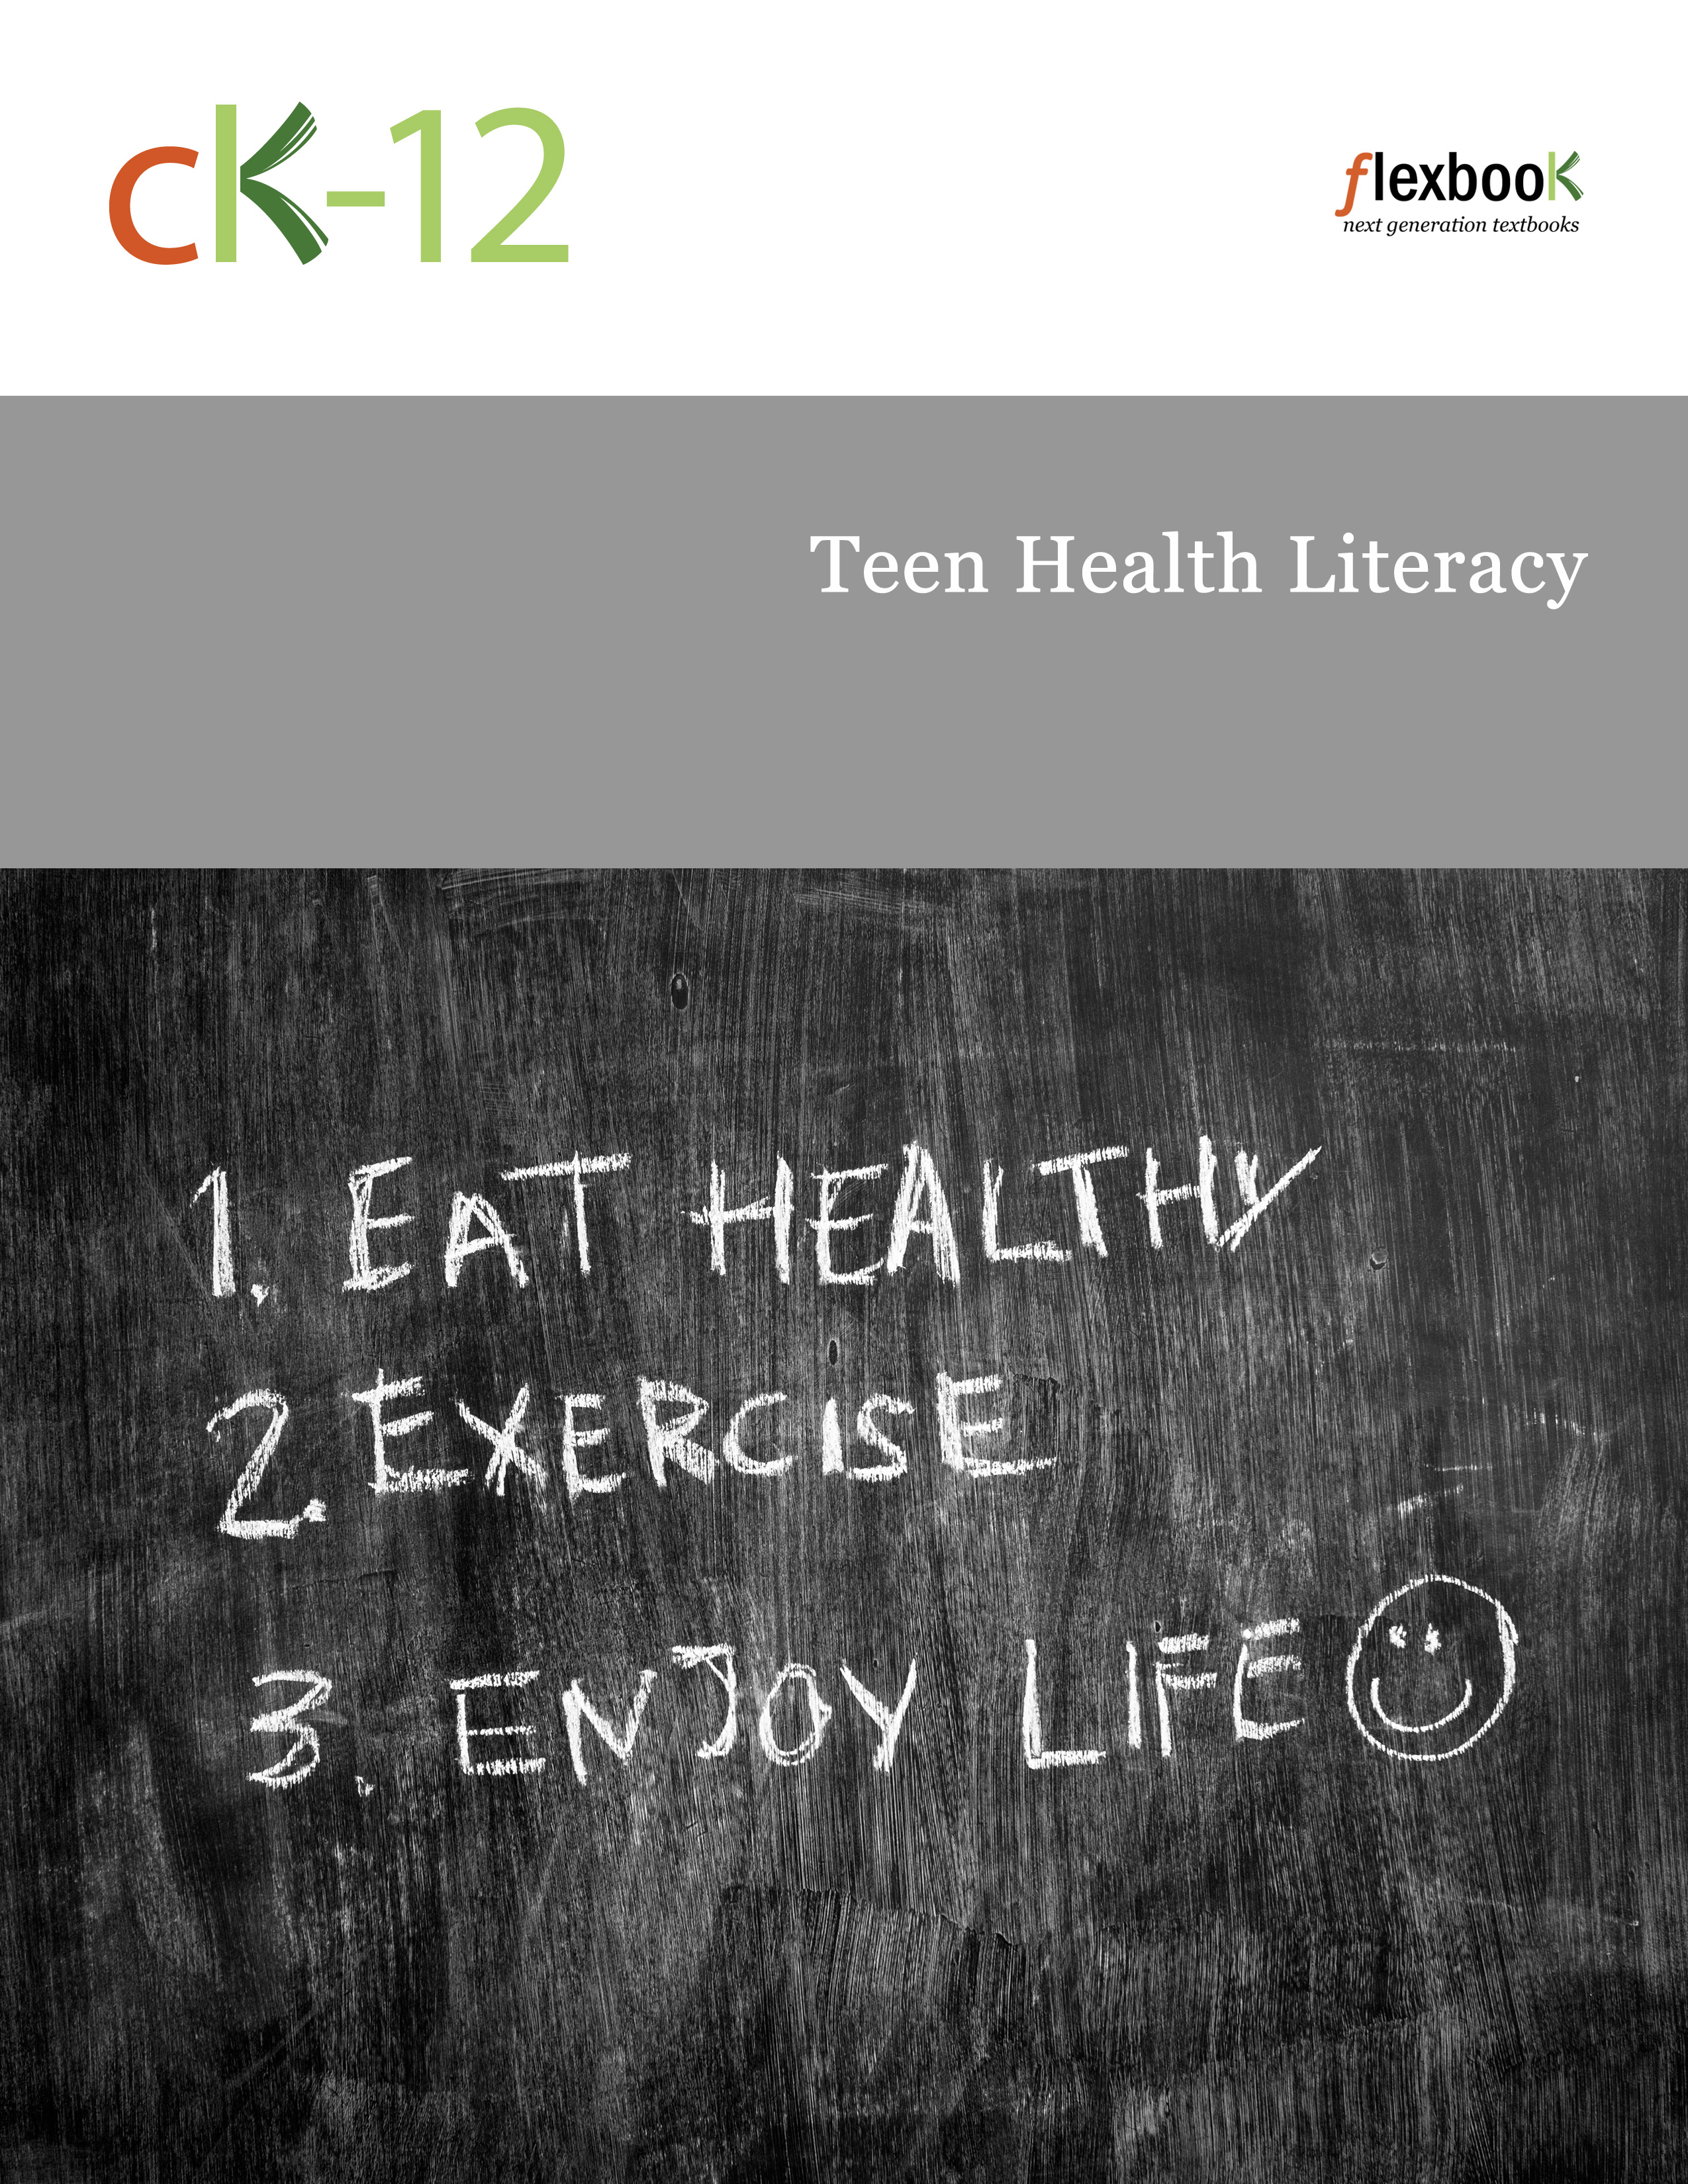 cK-12
flexbook
next generation textbooks
Teen Health Literacy
1. EAT HEALTHY
2. EXERCISE
3. ENJOY LIFE